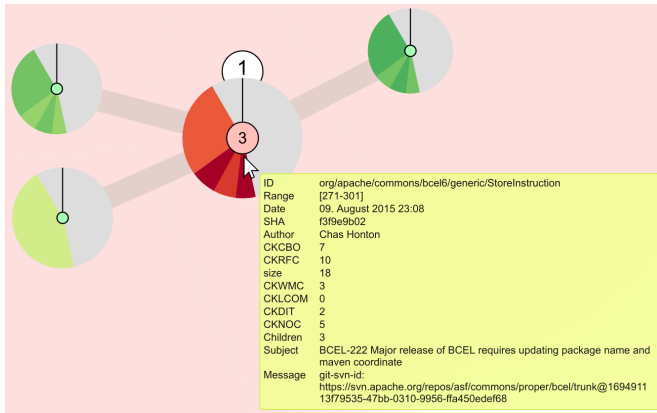 1
3
ID org/apache/commons/bcel6/generic/StoreInstruction
Range [271-301]
Date 09. August 2015 23:08
SHA f3f9e9b02
Author Chas Honton
CKCBO 7
CKRFC 10
size 18
CKWMC 3
CKLCOM 0
CKDIT 2
CKNOC 5
Children 3
Subject BCEL-222 Major release of BCEL requires updating package name and
maven coordinate
Message git-svn-id:
https://svn.apache.org/repos/asf/commons/proper/bcel/trunk@1694911
13f79535-47bb-0310-9956-ffa450edef68